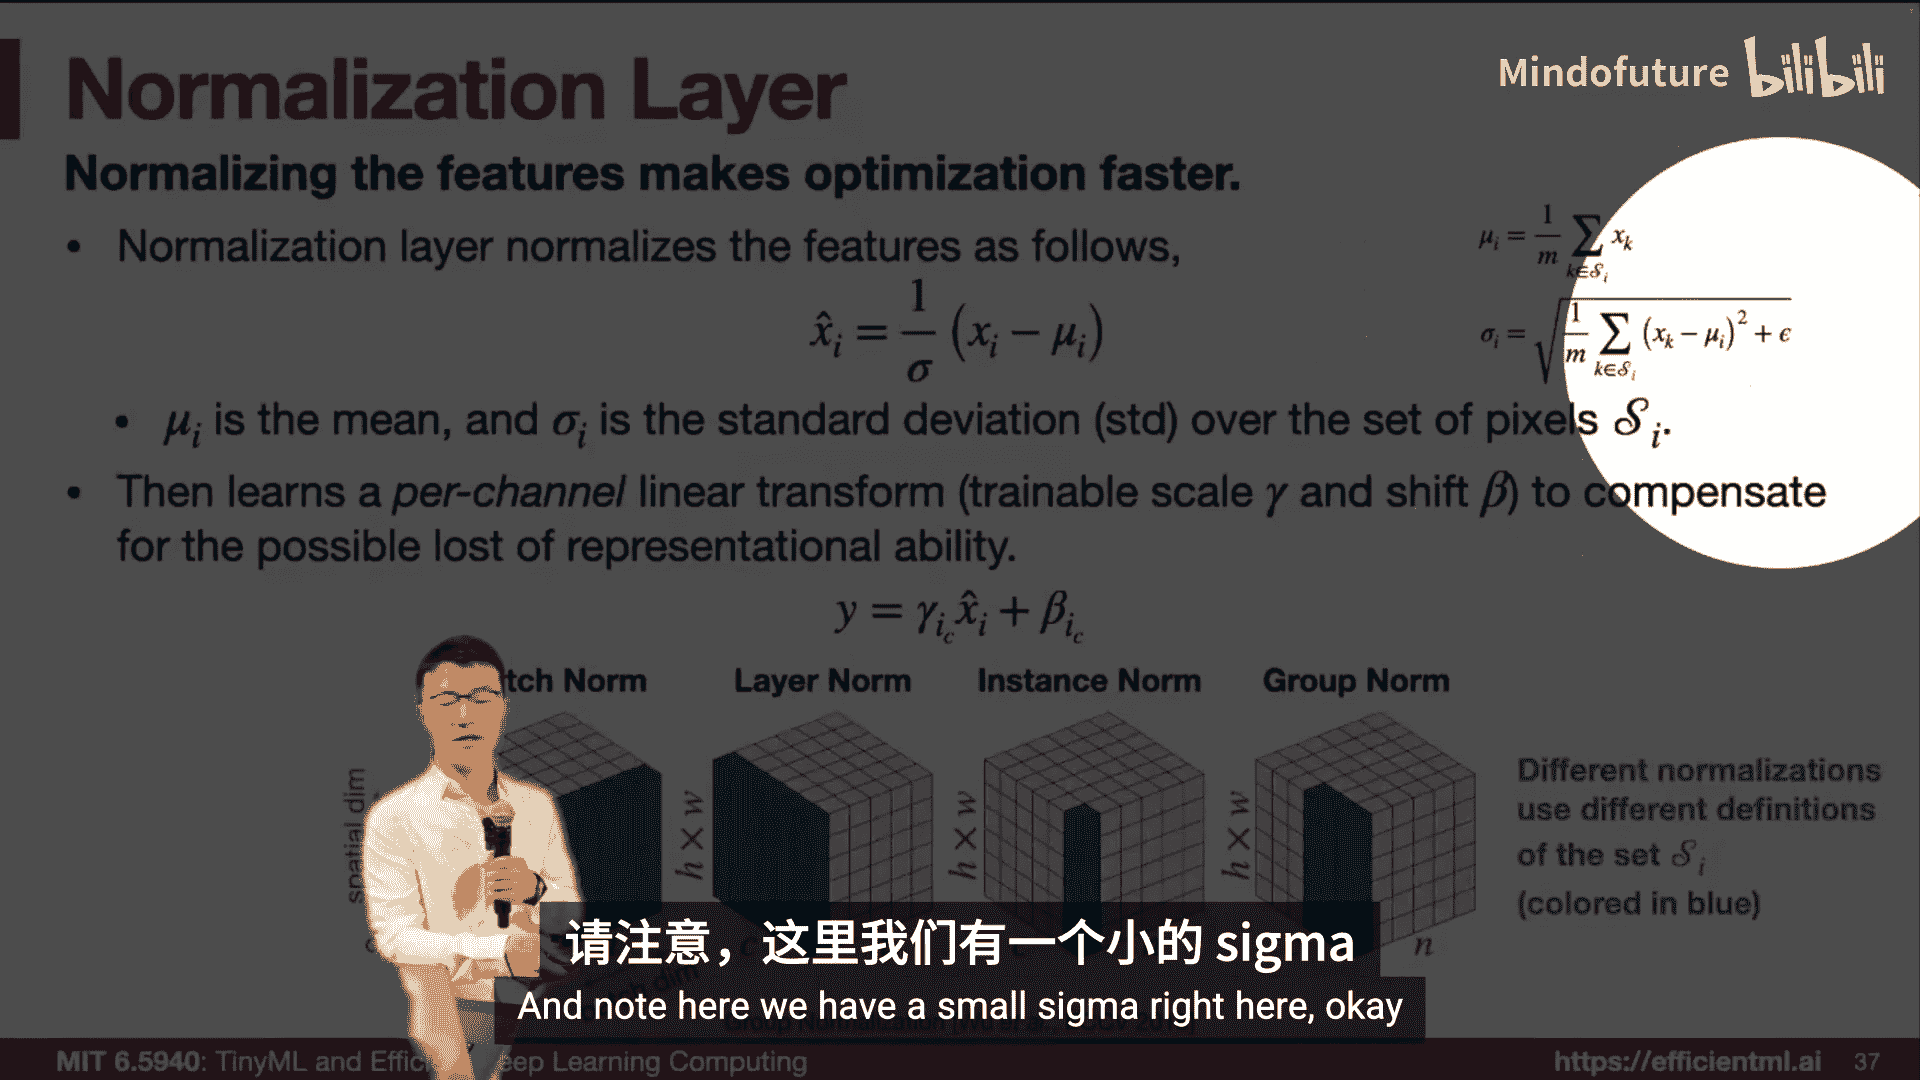 Mindofuture bilibili
Normalization Layer
Normalizing the features makes optimization faster.
• Normalization layer normalizes the features as follows,
x̂ᵢ = 1/σ (xᵢ − μᵢ)
μᵢ = 1/m ∑_{k∈𝒮ᵢ} xₖ
σᵢ = √(1/m ∑_{k∈𝒮ᵢ} (xₖ − μᵢ)² + ϵ)
• μᵢ is the mean, and σᵢ is the standard deviation (std) over the set of pixels 𝒮ᵢ.
• Then learns a per-channel linear transform (trainable scale γ and shift β) to compensate
for the possible lost of representational ability.
y = γ_{i_c} x̂ᵢ + β_{i_c}
tch Norm
Layer Norm
Instance Norm
Group Norm
spatial dim
h × w
h × w
h × w
n
Different normalizations
use different definitions
of the set 𝒮ᵢ
(colored in blue)
请注意，这里我们有一个小的 sigma
And note here we have a small sigma right here, okay
MIT 6.5940: TinyML and Effic eep Learning Computing
https://efficientml.ai
37